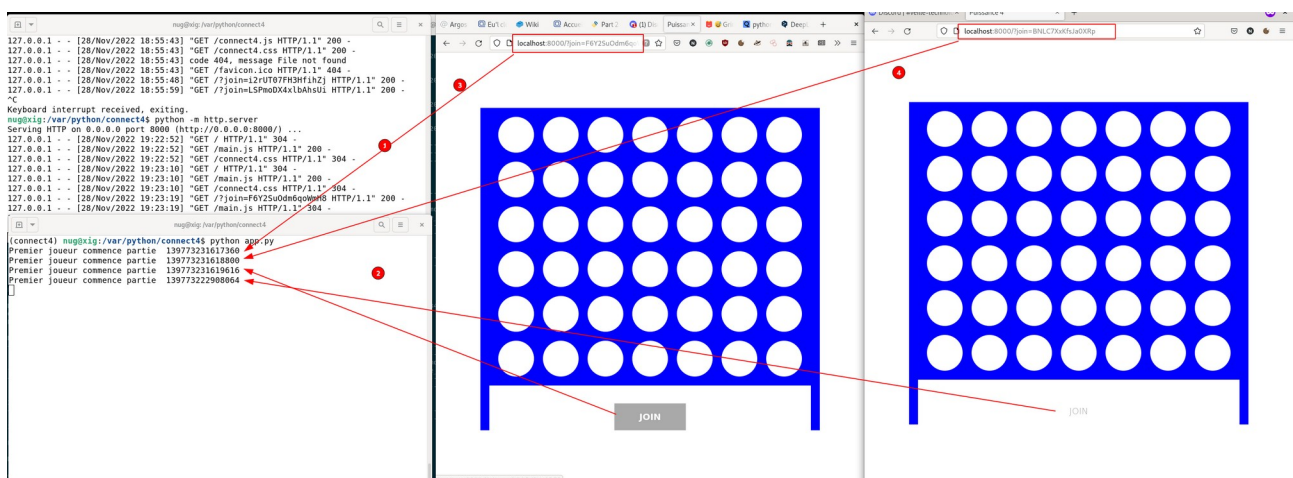 nug@xig: /var/python/connect4
127.0.0.1 - - [28/Nov/2022 18:55:43] "GET /connect4.js HTTP/1.1" 200 -
127.0.0.1 - - [28/Nov/2022 18:55:43] "GET /connect4.css HTTP/1.1" 200 -
127.0.0.1 - - [28/Nov/2022 18:55:43] code 404, message File not found
127.0.0.1 - - [28/Nov/2022 18:55:43] "GET /favicon.ico HTTP/1.1" 404 -
127.0.0.1 - - [28/Nov/2022 18:55:48] "GET /?join=i2rUT07FH3HfihZj HTTP/1.1" 200 -
127.0.0.1 - - [28/Nov/2022 18:55:59] "GET /?join=LSPmoDX4xlbAhsUi HTTP/1.1" 200 -
^C
Keyboard interrupt received, exiting.
nug@xig:/var/python/connect4$ python -m http.server
Serving HTTP on 0.0.0.0 port 8000 (http://0.0.0.0:8000/) ...
127.0.0.1 - - [28/Nov/2022 19:22:52] "GET / HTTP/1.1" 304 -
127.0.0.1 - - [28/Nov/2022 19:22:52] "GET /main.js HTTP/1.1" 200 -
127.0.0.1 - - [28/Nov/2022 19:22:52] "GET /connect4.css HTTP/1.1" 304 -
127.0.0.1 - - [28/Nov/2022 19:23:10] "GET / HTTP/1.1" 304 -
127.0.0.1 - - [28/Nov/2022 19:23:10] "GET /main.js HTTP/1.1" 200 -
127.0.0.1 - - [28/Nov/2022 19:23:10] "GET /connect4.css HTTP/1.1" 304 -
127.0.0.1 - - [28/Nov/2022 19:23:19] "GET /?join=F6Y2SuOdm6qoWmH8 HTTP/1.1" 200 -
127.0.0.1 - - [28/Nov/2022 19:23:19] "GET /main.js HTTP/1.1" 304 -
1
nug@xig: /var/python/connect4
(connect4) nug@xig:/var/python/connect4$ python app.py
Premier joueur commence partie 139773231617360
Premier joueur commence partie 139773231618800
Premier joueur commence partie 139773231619616
Premier joueur commence partie 139773222908064
2
Argos Wiki Accue Part 2 (1) Dis Puissan Gri python DeepL
localhost:8000/?join=F6Y2SuOdm6qo
3
JOIN
Puissance 4
localhost:8000/?join=BNLC7XxKfsJa0XRp
4
JOIN